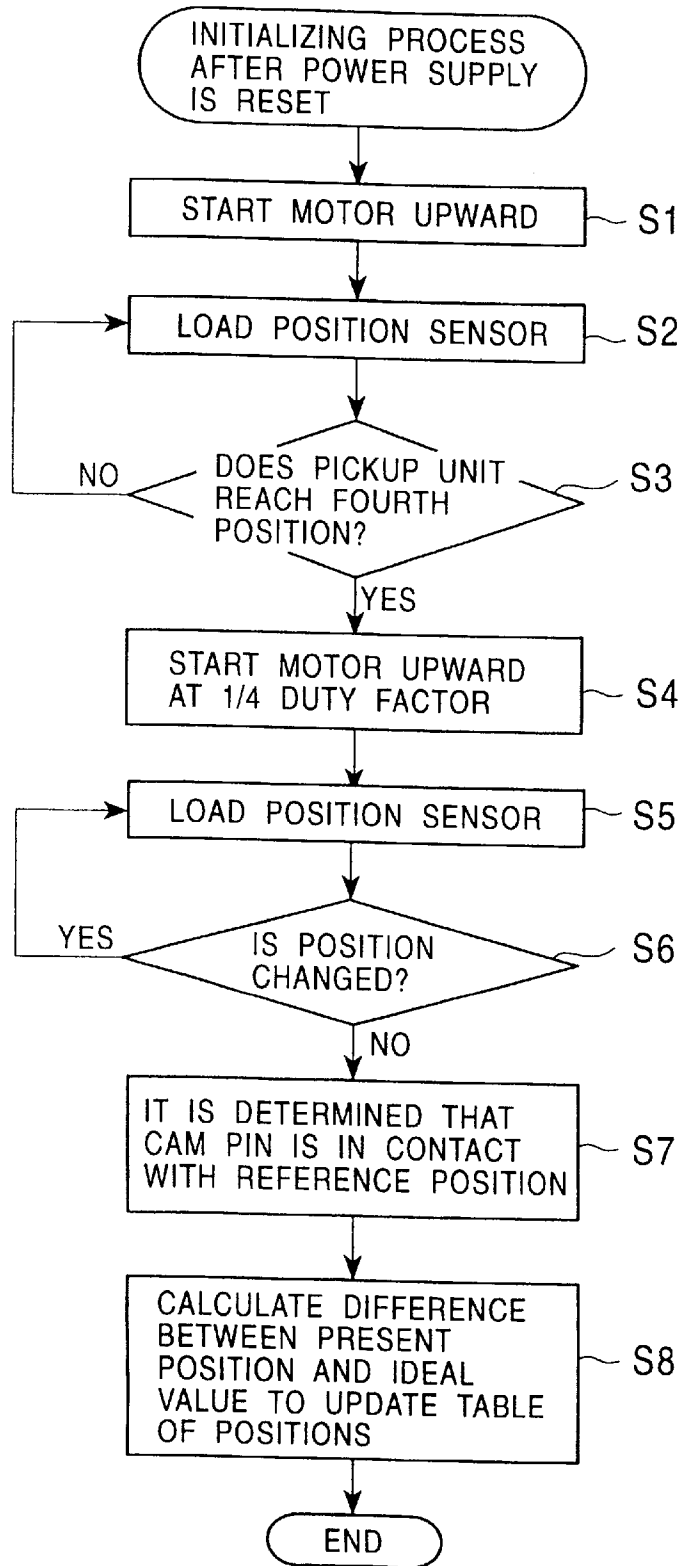 INITIALIZING PROCESS
AFTER POWER SUPPLY
IS RESET
START MOTOR UPWARD
S1
LOAD POSITION SENSOR
S2
DOES PICKUP UNIT
REACH FOURTH
POSITION?
S3
NO
YES
START MOTOR UPWARD
AT 1/4 DUTY FACTOR
S4
LOAD POSITION SENSOR
S5
IS POSITION
CHANGED?
S6
YES
NO
IT IS DETERMINED THAT
CAM PIN IS IN CONTACT
WITH REFERENCE POSITION
S7
CALCULATE DIFFERENCE
BETWEEN PRESENT
POSITION AND IDEAL
VALUE TO UPDATE TABLE
OF POSITIONS
S8
END